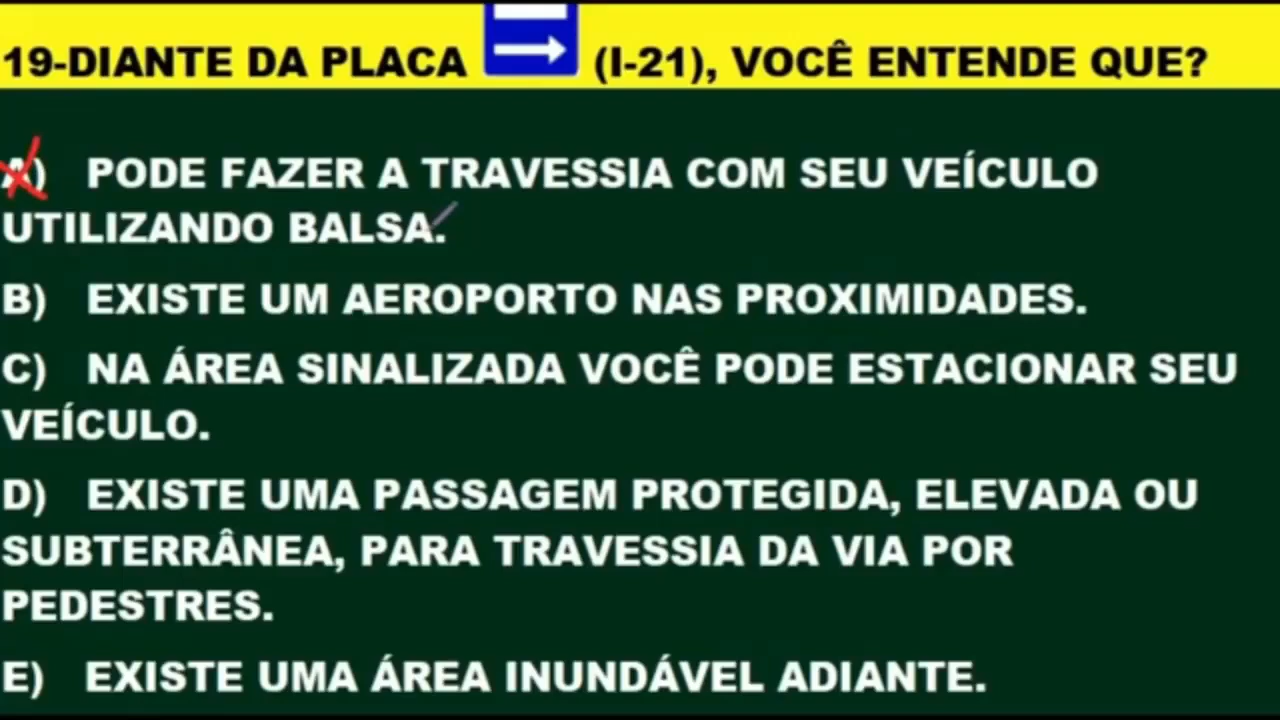 19-DIANTE DA PLACA (I-21), VOCÊ ENTENDE QUE?
A) PODE FAZER A TRAVESSIA COM SEU VEÍCULO
UTILIZANDO BALSA.
B) EXISTE UM AEROPORTO NAS PROXIMIDADES.
C) NA ÁREA SINALIZADA VOCÊ PODE ESTACIONAR SEU
VEÍCULO.
D) EXISTE UMA PASSAGEM PROTEGIDA, ELEVADA OU
SUBTERRÂNEA, PARA TRAVESSIA DA VIA POR
PEDESTRES.
E) EXISTE UMA ÁREA INUNDÁVEL ADIANTE.